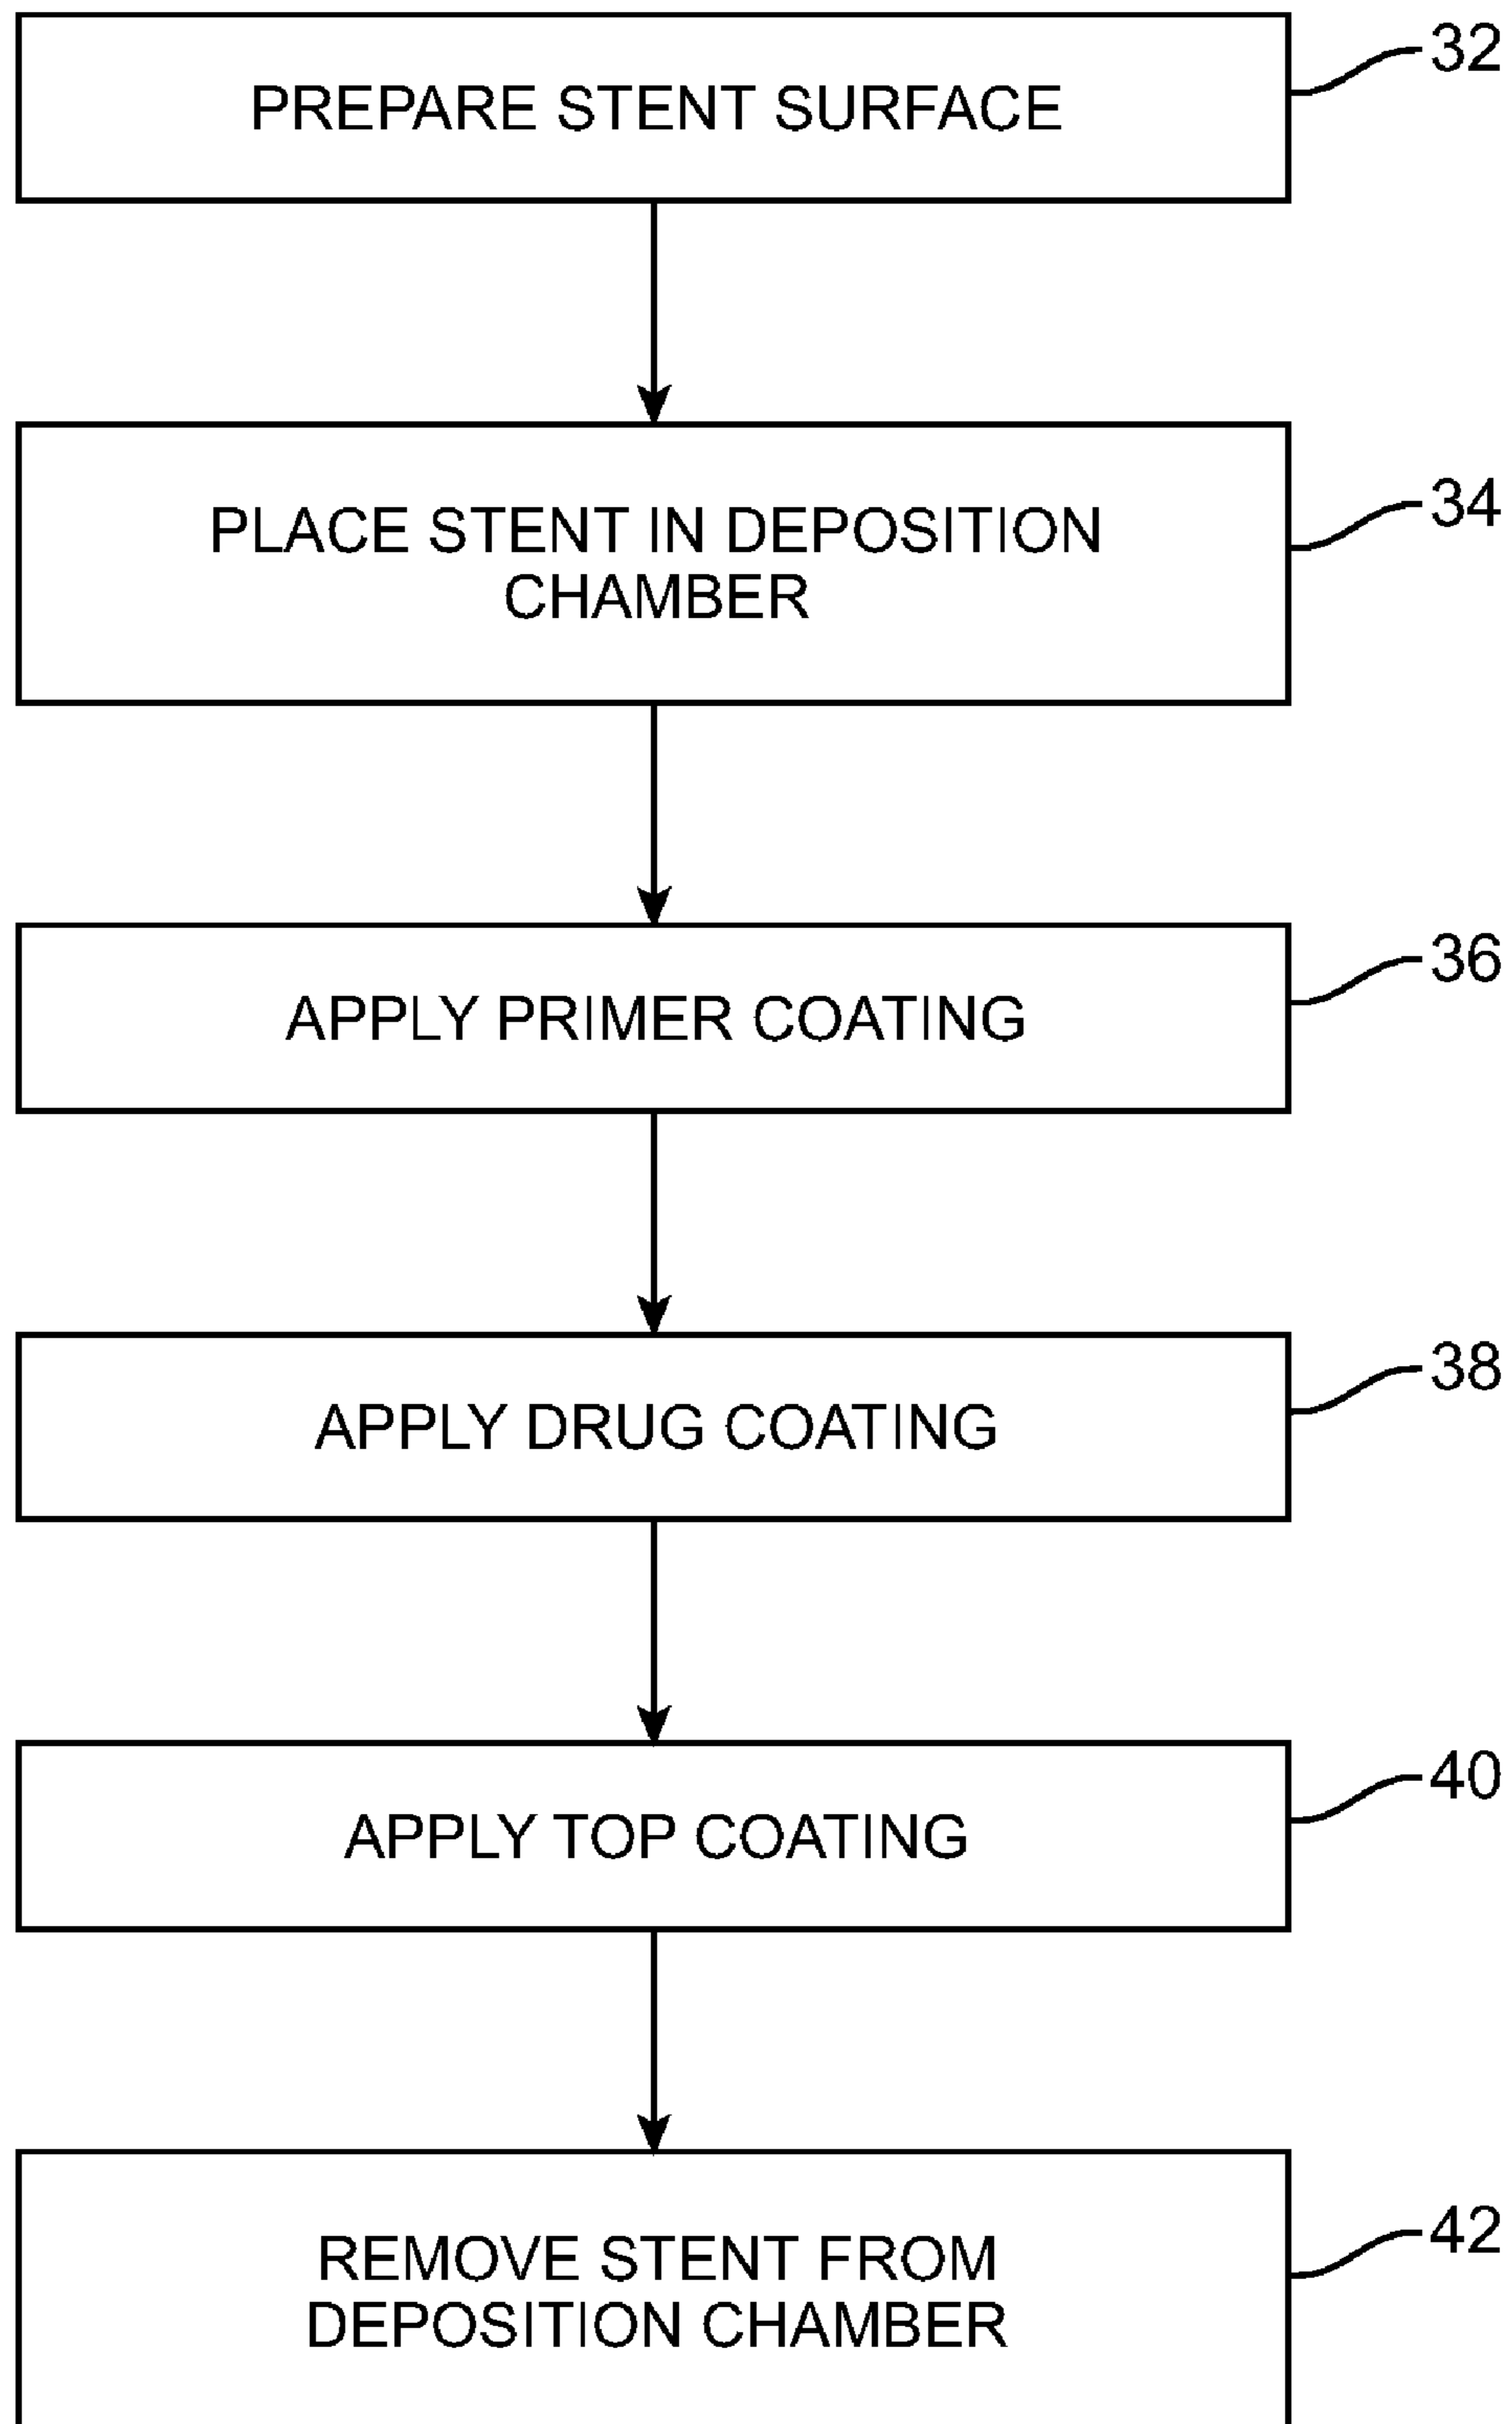 PREPARE STENT SURFACE
32
PLACE STENT IN DEPOSITION
CHAMBER
34
APPLY PRIMER COATING
36
APPLY DRUG COATING
38
APPLY TOP COATING
40
REMOVE STENT FROM
DEPOSITION CHAMBER
42